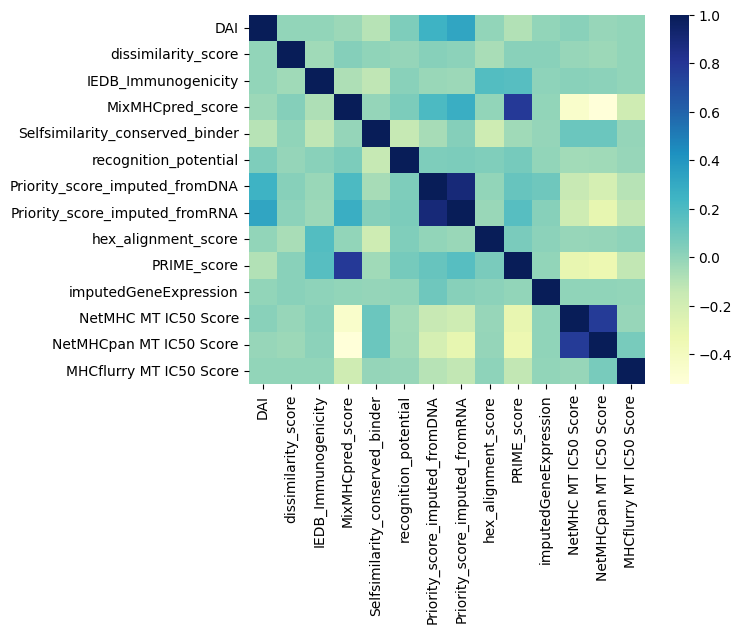 DAI
dissimilarity_score
IEDB_Immunogenicity
MixMHCpred_score
Selfsimilarity_conserved_binder
recognition_potential
Priority_score_imputed_fromDNA
Priority_score_imputed_fromRNA
hex_alignment_score
PRIME_score
imputedGeneExpression
NetMHC MT IC50 Score
NetMHCpan MT IC50 Score
MHCflurry MT IC50 Score
DAI
dissimilarity_score
IEDB_Immunogenicity
MixMHCpred_score
Selfsimilarity_conserved_binder
recognition_potential
Priority_score_imputed_fromDNA
Priority_score_imputed_fromRNA
hex_alignment_score
PRIME_score
imputedGeneExpression
NetMHC MT IC50 Score
NetMHCpan MT IC50 Score
MHCflurry MT IC50 Score
1.0
0.8
0.6
0.4
0.2
0.0
−0.2
−0.4